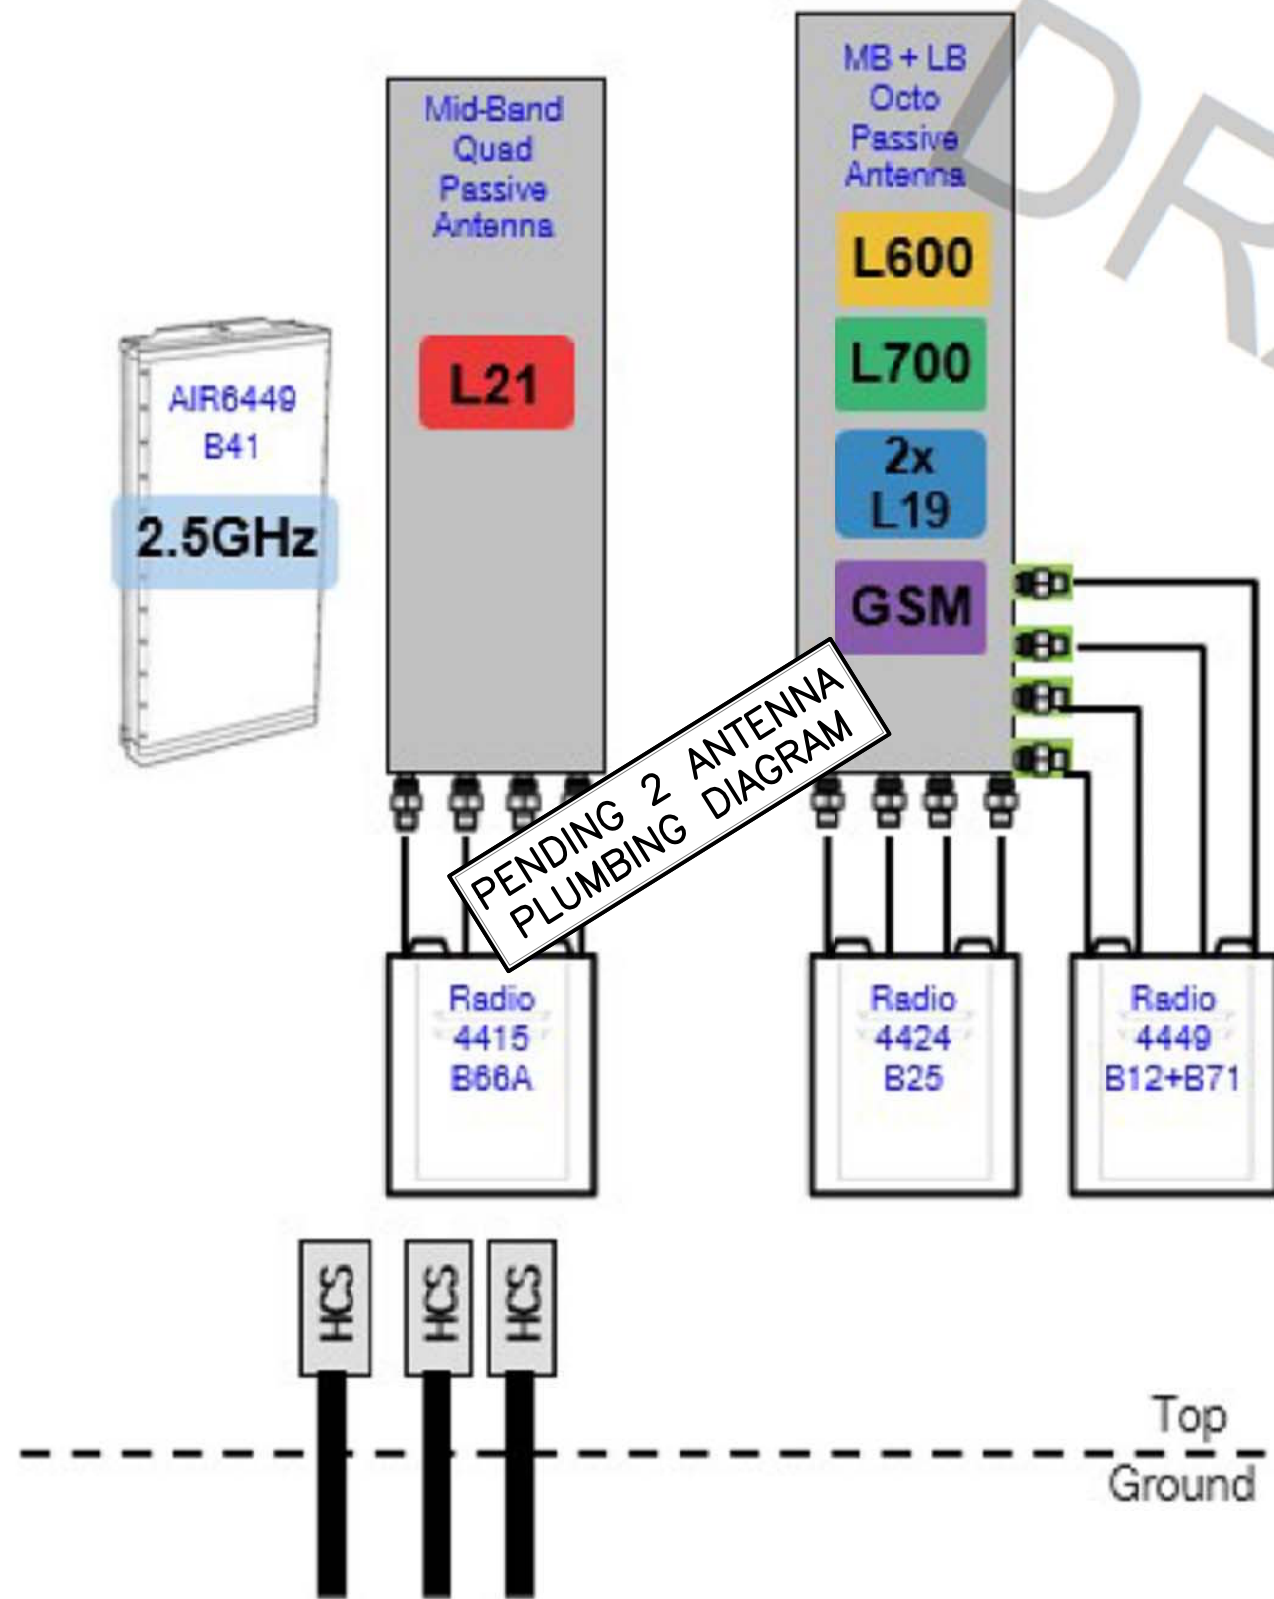 Mid-Band
Quad
Passive
Antenna
L21
MB + LB
Octo
Passive
Antenna
L600
L700
2x
L19
GSM
AIR6449
B41
2.5GHz
PENDING 2 ANTENNA
PLUMBING DIAGRAM
Radio
4415
B66A
Radio
4424
B25
Radio
4449
B12+B71
HCS
HCS
HCS
Top
Ground